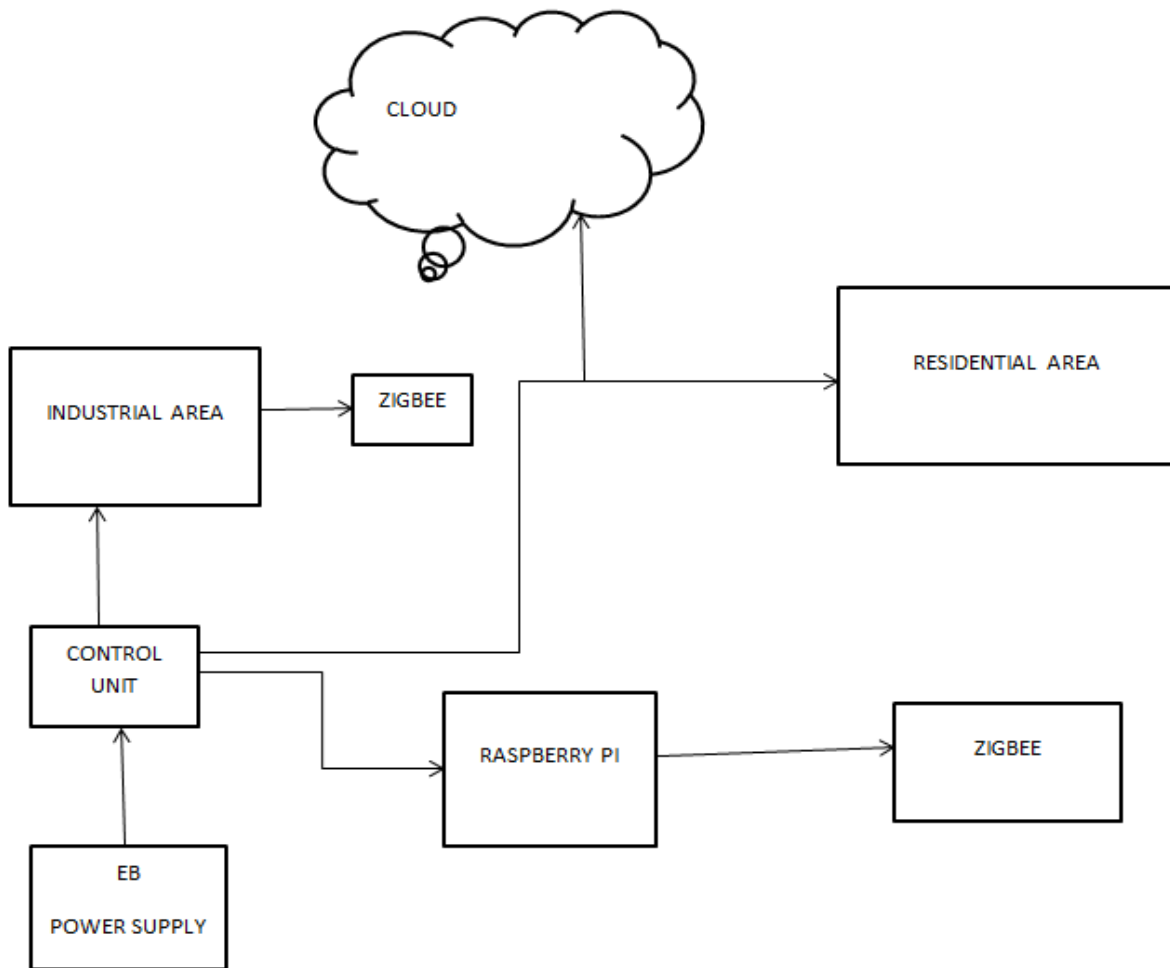 CLOUD
RESIDENTIAL AREA
INDUSTRIAL AREA
ZIGBEE
CONTROL
UNIT
RASPBERRY PI
ZIGBEE
EB
POWER SUPPLY